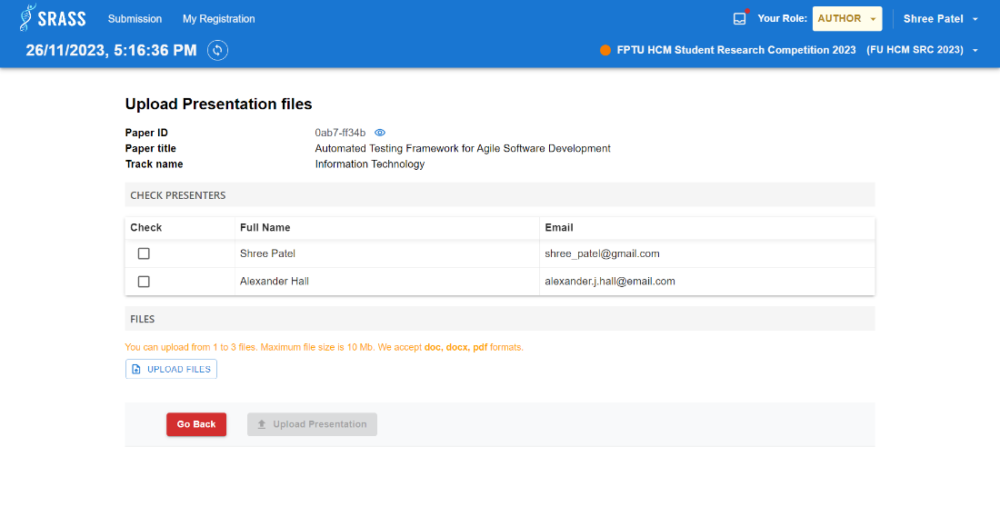 SRASS Submission My Registration Your Role: AUTHOR Shree Patel
26/11/2023, 5:16:36 PM FPTU HCM Student Research Competition 2023 (FU HCM SRC 2023)
Upload Presentation files
Paper ID 0ab7-ff34b
Paper title Automated Testing Framework for Agile Software Development
Track name Information Technology
CHECK PRESENTERS
Check Full Name Email
Shree Patel shree_patel@gmail.com
Alexander Hall alexander.j.hall@email.com
FILES
You can upload from 1 to 3 files. Maximum file size is 10 Mb. We accept doc, docx, pdf formats.
UPLOAD FILES
Go Back Upload Presentation